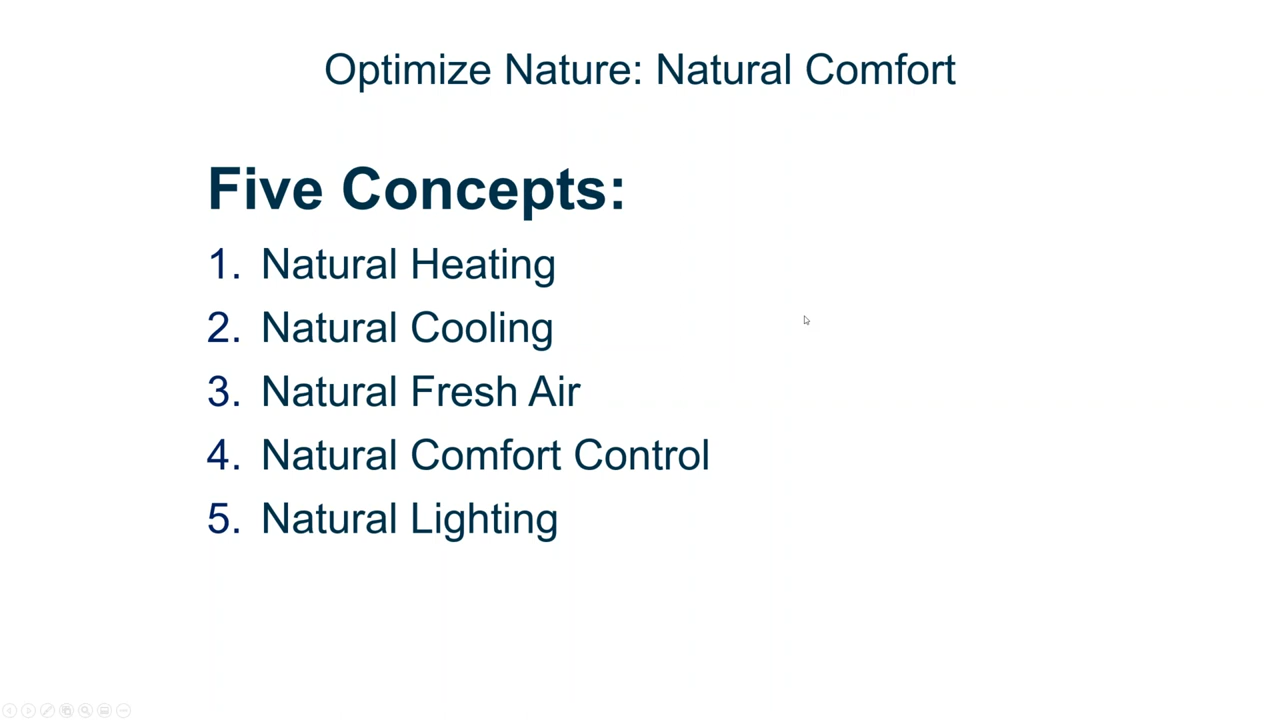 Optimize Nature: Natural Comfort
Five Concepts:
1. Natural Heating
2. Natural Cooling
3. Natural Fresh Air
4. Natural Comfort Control
5. Natural Lighting